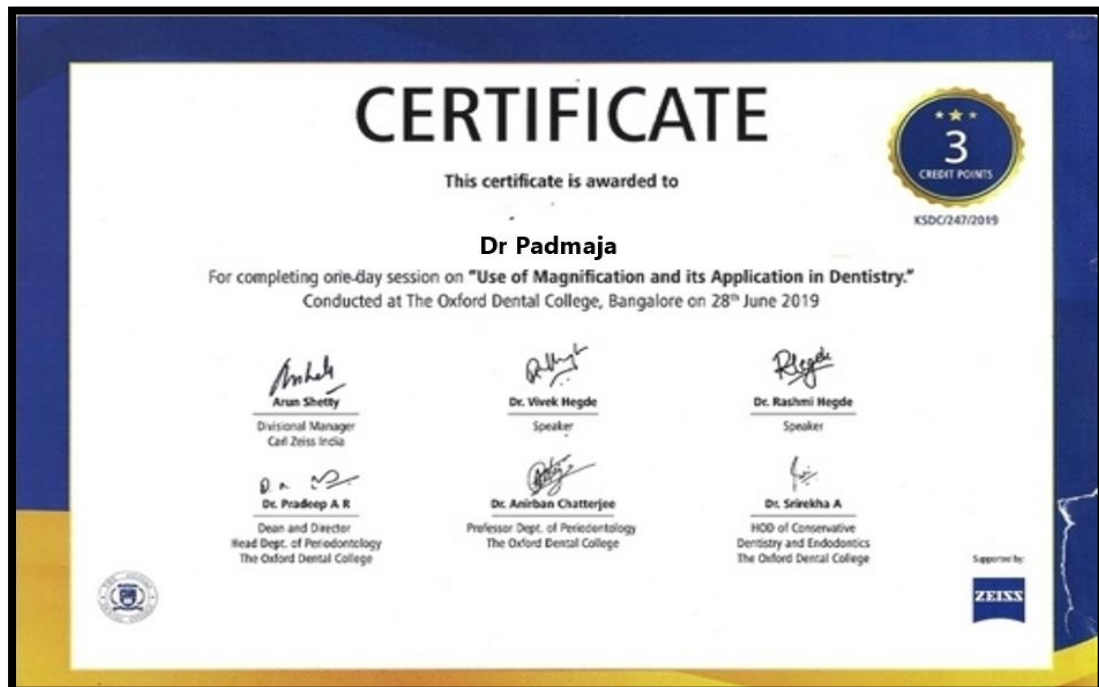 CERTIFICATE
3
CREDIT POINTS
This certificate is awarded to
KSDC/247/2019
Dr Padmaja
For completing one-day session on "Use of Magnification and its Application in Dentistry."
Conducted at The Oxford Dental College, Bangalore on 28th June 2019
Arun Shetty
Divisional Manager
Carl Zeiss India
Dr. Vivek Hegde
Speaker
Dr. Rashmi Hegde
Speaker
Dr. Pradeep A R
Dean and Director
Head Dept. of Periodontology
The Oxford Dental College
Dr. Anirban Chatterjee
Professor Dept. of Periodontology
The Oxford Dental College
Dr. Srirekha A
HOD of Conservative
Dentistry and Endodontics
The Oxford Dental College
Supported by:
ZEISS